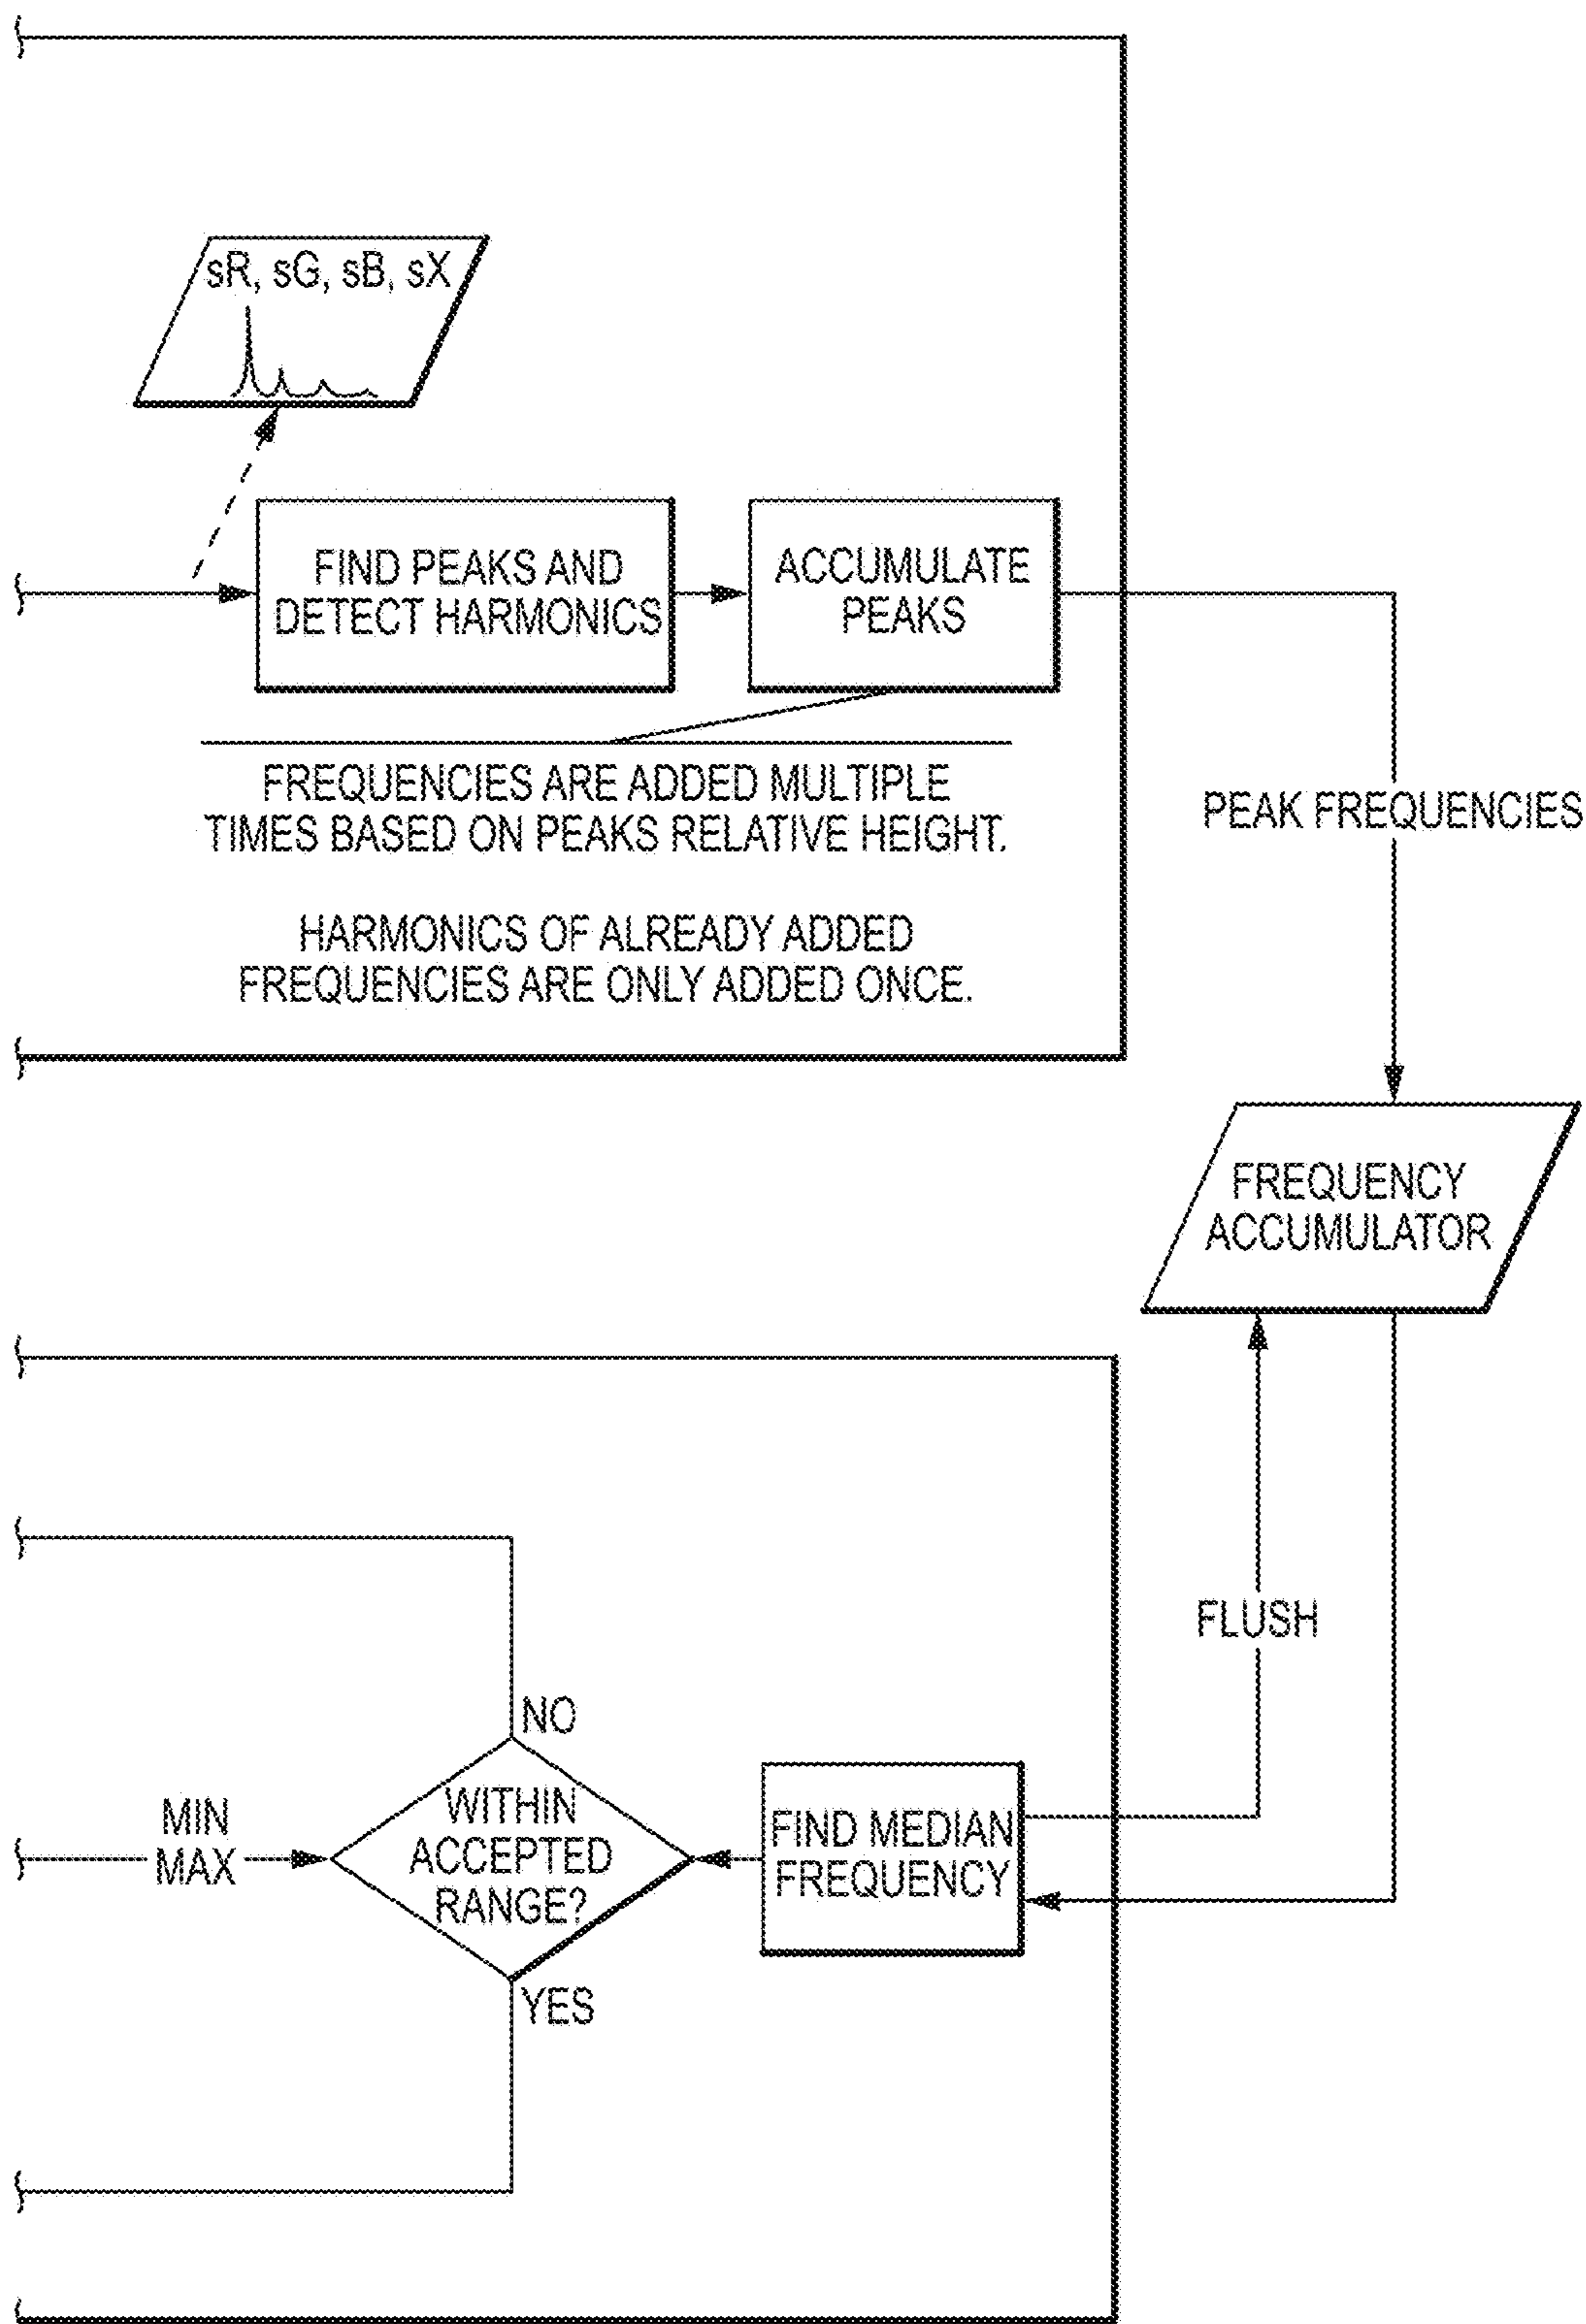 sR, sG, sB, sX
FIND PEAKS AND
DETECT HARMONICS
ACCUMULATE
PEAKS
FREQUENCIES ARE ADDED MULTIPLE
TIMES BASED ON PEAKS RELATIVE HEIGHT.
HARMONICS OF ALREADY ADDED
FREQUENCIES ARE ONLY ADDED ONCE.
PEAK FREQUENCIES
FREQUENCY
ACCUMULATOR
FLUSH
NO
MIN
MAX
WITHIN
ACCEPTED
RANGE?
FIND MEDIAN
FREQUENCY
YES